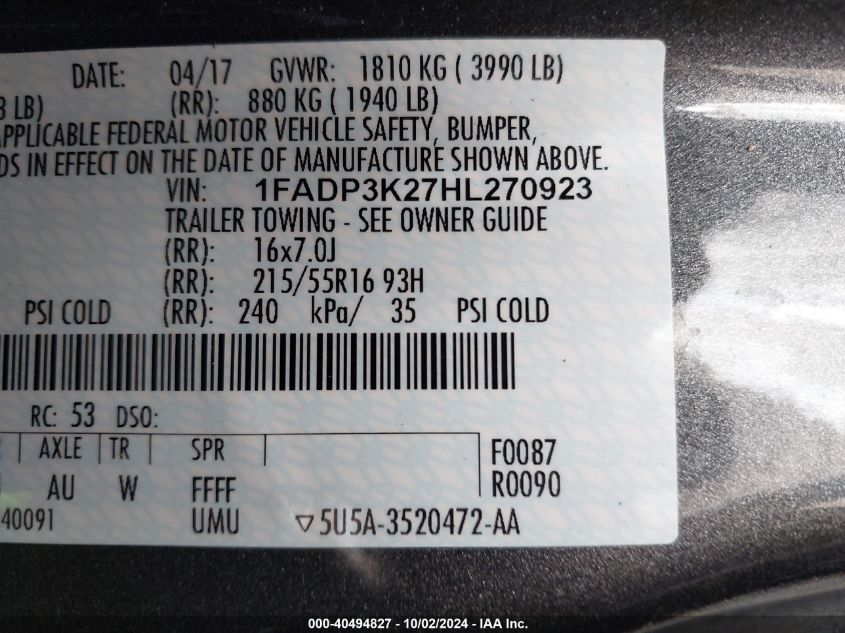 DATE: 04/17 GVWR: 1810 KG ( 3990 LB)
LB) (RR): 880 KG ( 1940 LB)
APPLICABLE FEDERAL MOTOR VEHICLE SAFETY, BUMPER,
IN EFFECT ON THE DATE OF MANUFACTURE SHOWN ABOVE.
VIN: 1FADP3K27HL270923
TRAILER TOWING - SEE OWNER GUIDE
(RR): 16x7.0J
(RR): 215/55R16 93H
PSI COLD (RR): 240 kPa/ 35 PSI COLD
RC: 53 DSO:
AXLE TR SPR F0087
AU W FFFF R0090
40091 UMU ▽5U5A-3520472-AA
000-40494827 - 10/02/2024 - IAA Inc.